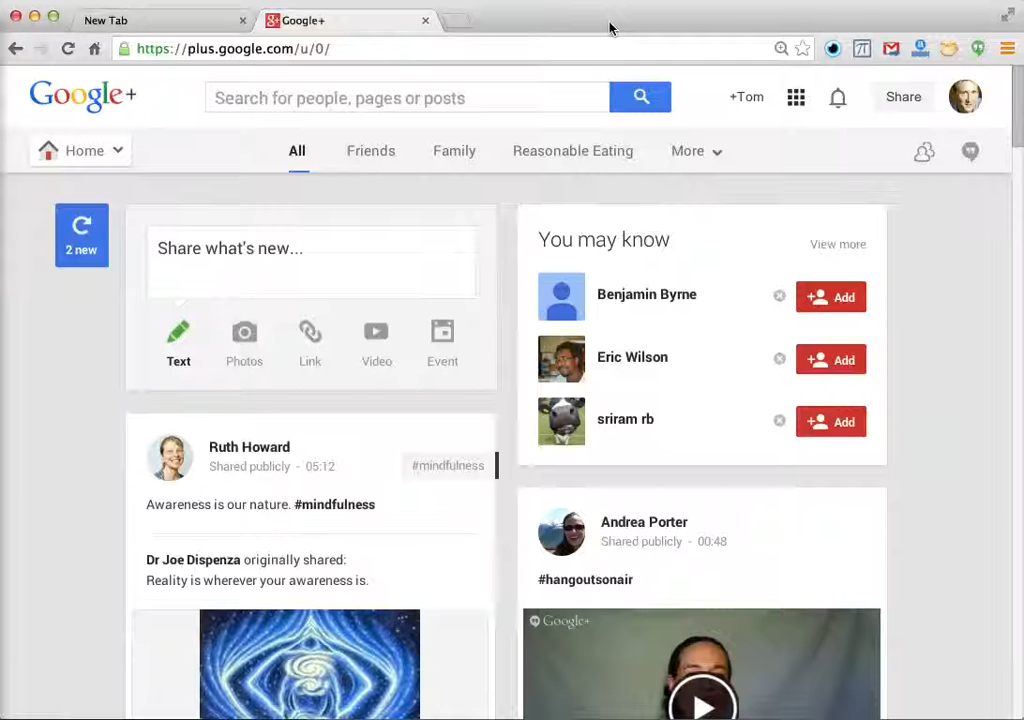 New Tab
Google+
https://plus.google.com/u/0/
Google+
Search for people, pages or posts
+Tom
Share
Home
All
Friends
Family
Reasonable Eating
More
2 new
Share what's new...
Text
Photos
Link
Video
Event
You may know
View more
Benjamin Byrne
Add
Eric Wilson
Add
sriram rb
Add
Ruth Howard
Shared publicly - 05:12
#mindfulness
Awareness is our nature. #mindfulness
Dr Joe Dispenza originally shared:
Reality is wherever your awareness is.
Andrea Porter
Shared publicly - 00:48
#hangoutsonair
Google+